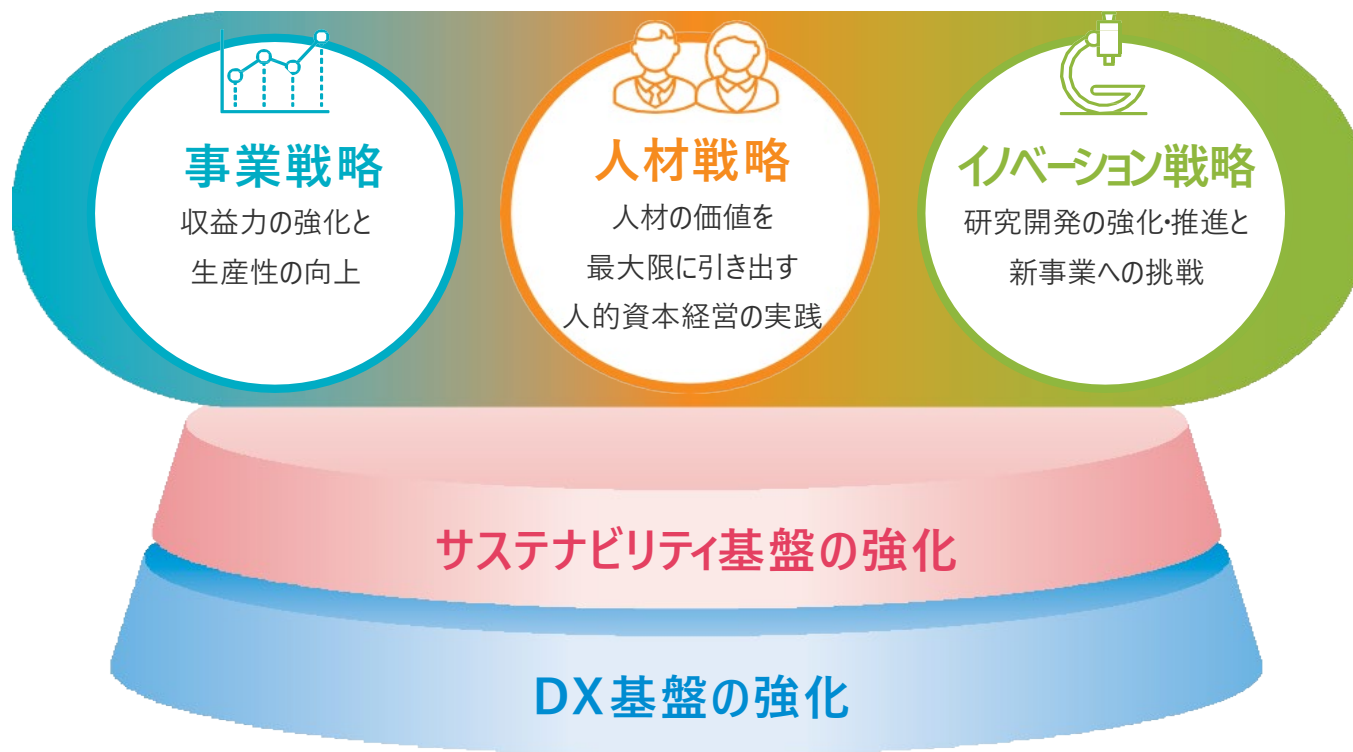 事業戦略
収益力の強化と
生産性の向上
人材戦略
人材の価値を
最大限に引き出す
人的資本経営の実践
イノベーション戦略
研究開発の強化・推進と
新事業への挑戦
サステナビリティ基盤の強化
DX基盤の強化